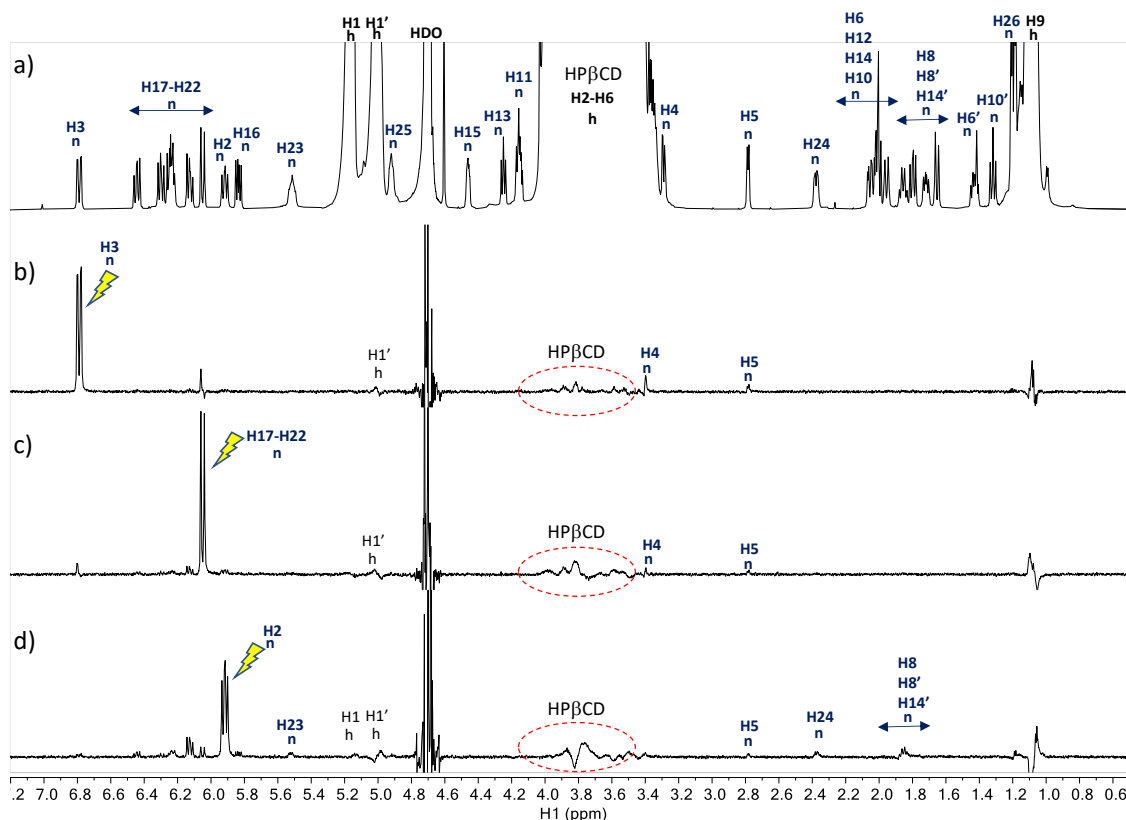 a)
H3
n
H17-H22
n
H2
n
H16
n
H23
n
H1
h
H1’
h
H25
n
HDO
H15
n
H13
n
H11
n
HPβCD
H2-H6
h
H4
n
H5
n
H24
n
H6
H12
H14
H10
n
H8
H8’
H14’
n
H6’
n
H10’
n
H26
n
H9
h
b)
H3
n
H1’
h
HPβCD
H4
n
H5
n
c)
H17-H22
n
H1’
h
HPβCD
H4
n
H5
n
d)
H2
n
H23
n
H1
h
H1’
h
HPβCD
H5
n
H24
n
H8
H8’
H14’
n
.2 7.0 6.8 6.6 6.4 6.2 6.0 5.8 5.6 5.4 5.2 5.0 4.8 4.6 4.4 4.2 4.0 3.8 3.6 3.4 3.2 3.0 2.8 2.6 2.4 2.2 2.0 1.8 1.6 1.4 1.2 1.0 0.8 0.6
H1 (ppm)